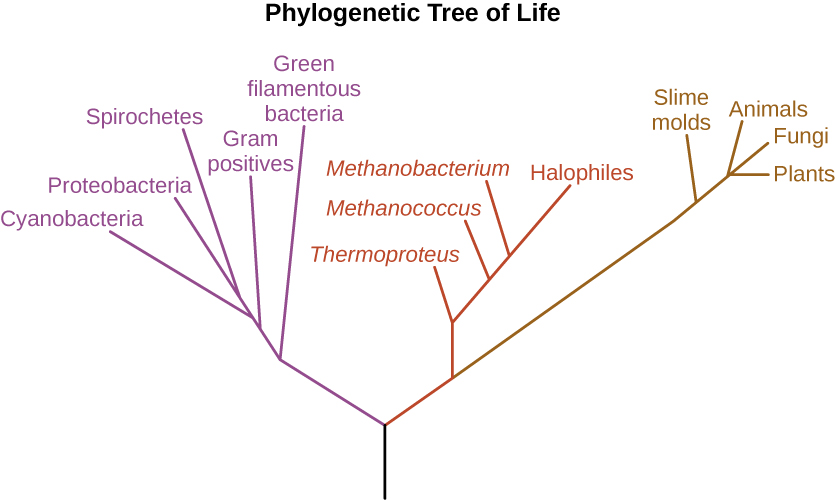 Phylogenetic Tree of Life
Green
filamentous
bacteria
Spirochetes
Gram
positives
Proteobacteria
Cyanobacteria
Methanobacterium
Halophiles
Methanococcus
Thermoproteus
Slime
molds
Animals
Fungi
Plants